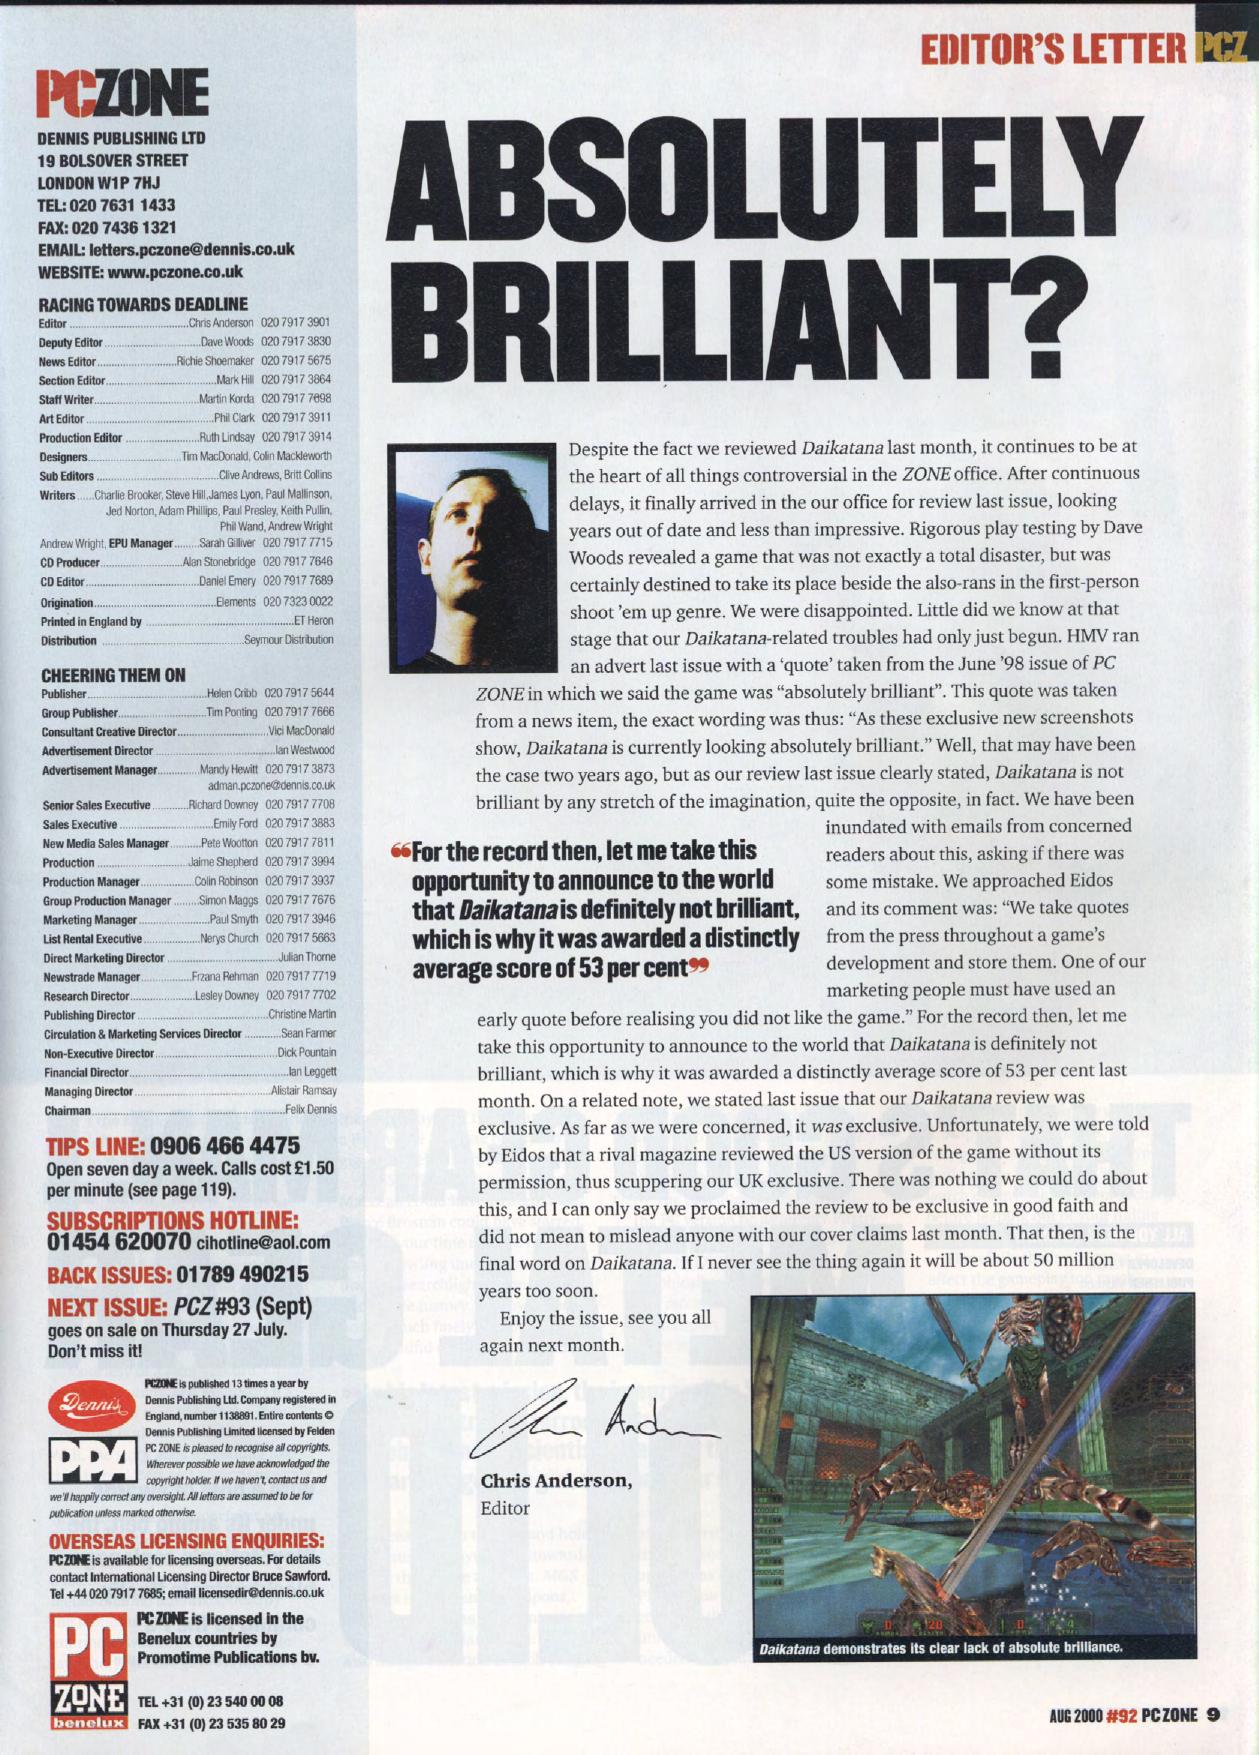 EDITOR'S LETTER PCZ
PCZONE
DENNIS PUBLISHING LTD
19 BOLSOVER STREET
LONDON W1P 7HJ
TEL: 020 7631 1433
FAX: 020 7436 1321
EMAIL: letters.pczone@dennis.co.uk
WEBSITE: www.pczone.co.uk
RACING TOWARDS DEADLINE
Editor ..........Chris Anderson 020 7917 3901
Deputy Editor ..........Dave Woods 020 7917 3830
News Editor..........Richie Shoemaker 020 7917 5675
Section Editor..........Mark Hill 020 7917 3864
Staff Writer..........Martin Korda 020 7917 7698
Art Editor ..........Phil Clark 020 7917 3911
Production Editor ..........Ruth Lindsay 020 7917 3914
Designers..........Tim MacDonald, Colin Mackleworth
Sub Editors ..........Clive Andrews, Britt Collins
Writers .....Charlie Brooker, Steve Hill,James Lyon, Paul Mallinson,
Jed Norton, Adam Phillips, Paul Presley, Keith Pullin,
Phil Wand, Andrew Wright
Andrew Wright, EPU Manager........Sarah Gilliver 020 7917 7715
CD Producer..........Alan Stonebridge 020 7917 7646
CD Editor..........Daniel Emery 020 7917 7689
Origination..........Elements 020 7323 0022
Printed in England by ..........ET Heron
Distribution ..........Seymour Distribution
CHEERING THEM ON
Publisher..........Helen Cribb 020 7917 5644
Group Publisher..........Tim Ponting 020 7917 7666
Consultant Creative Director..........Vici MacDonald
Advertisement Director ..........Ian Westwood
Advertisement Manager..........Mandy Hewitt 020 7917 3873
adman.pczone@dennis.co.uk
Senior Sales Executive ..........Richard Downey 020 7917 7708
Sales Executive ..........Emily Ford 020 7917 3883
New Media Sales Manager..........Pete Wootton 020 7917 7811
Production ..........Jaime Shepherd 020 7917 3994
Production Manager..........Colin Robinson 020 7917 3937
Group Production Manager ........Simon Maggs 020 7917 7676
Marketing Manager..........Paul Smyth 020 7917 3946
List Rental Executive..........Nerys Church 020 7917 5663
Direct Marketing Director ..........Julian Thorne
Newstrade Manager..........Frzana Rehman 020 7917 7719
Research Director..........Lesley Downey 020 7917 7702
Publishing Director ..........Christine Martin
Circulation & Marketing Services Director ..........Sean Farmer
Non-Executive Director..........Dick Pountain
Financial Director..........Ian Leggett
Managing Director..........Alistair Ramsay
Chairman..........Felix Dennis
TIPS LINE: 0906 466 4475
Open seven day a week. Calls cost £1.50
per minute (see page 119).
SUBSCRIPTIONS HOTLINE:
01454 620070 cihotline@aol.com
BACK ISSUES: 01789 490215
NEXT ISSUE: PCZ #93 (Sept)
goes on sale on Thursday 27 July.
Don't miss it!
Dennis
PPA
PCZONE is published 13 times a year by
Dennis Publishing Ltd. Company registered in
England, number 1138891. Entire contents ©
Dennis Publishing Limited licensed by Felden
PC ZONE is pleased to recognise all copyrights.
Wherever possible we have acknowledged the
copyright holder. If we haven't, contact us and
we'll happily correct any oversight. All letters are assumed to be for
publication unless marked otherwise.
OVERSEAS LICENSING ENQUIRIES:
PCZONE is available for licensing overseas. For details
contact International Licensing Director Bruce Sawford.
Tel +44 020 7917 7685; email licensedir@dennis.co.uk
PC
ZONE
benelux
PC ZONE is licensed in the
Benelux countries by
Promotime Publications bv.
TEL +31 (0) 23 540 00 08
FAX +31 (0) 23 535 80 29
ABSOLUTELY
BRILLIANT?
Despite the fact we reviewed Daikatana last month, it continues to be at
the heart of all things controversial in the ZONE office. After continuous
delays, it finally arrived in the our office for review last issue, looking
years out of date and less than impressive. Rigorous play testing by Dave
Woods revealed a game that was not exactly a total disaster, but was
certainly destined to take its place beside the also-rans in the first-person
shoot 'em up genre. We were disappointed. Little did we know at that
stage that our Daikatana-related troubles had only just begun. HMV ran
an advert last issue with a 'quote' taken from the June '98 issue of PC
ZONE in which we said the game was "absolutely brilliant". This quote was taken
from a news item, the exact wording was thus: "As these exclusive new screenshots
show, Daikatana is currently looking absolutely brilliant." Well, that may have been
the case two years ago, but as our review last issue clearly stated, Daikatana is not
brilliant by any stretch of the imagination, quite the opposite, in fact. We have been
inundated with emails from concerned
readers about this, asking if there was
some mistake. We approached Eidos
and its comment was: "We take quotes
from the press throughout a game's
development and store them. One of our
marketing people must have used an
early quote before realising you did not like the game." For the record then, let me
take this opportunity to announce to the world that Daikatana is definitely not
brilliant, which is why it was awarded a distinctly average score of 53 per cent last
month. On a related note, we stated last issue that our Daikatana review was
exclusive. As far as we were concerned, it was exclusive. Unfortunately, we were told
by Eidos that a rival magazine reviewed the US version of the game without its
permission, thus scuppering our UK exclusive. There was nothing we could do about
this, and I can only say we proclaimed the review to be exclusive in good faith and
did not mean to mislead anyone with our cover claims last month. That then, is the
final word on Daikatana. If I never see the thing again it will be about 50 million
years too soon.
Enjoy the issue, see you all
again next month.
"For the record then, let me take this
opportunity to announce to the world
that Daikatana is definitely not brilliant,
which is why it was awarded a distinctly
average score of 53 per cent"
Chris Anderson,
Editor
Daikatana demonstrates its clear lack of absolute brilliance.
AUG 2000 #92 PC ZONE 9